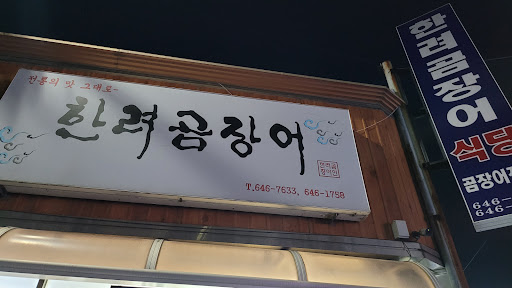 전통의 맛 그대로~
한려곰장어
T.646-7633, 646-1758
한려곰장어
식당
곰장어
646-
646-